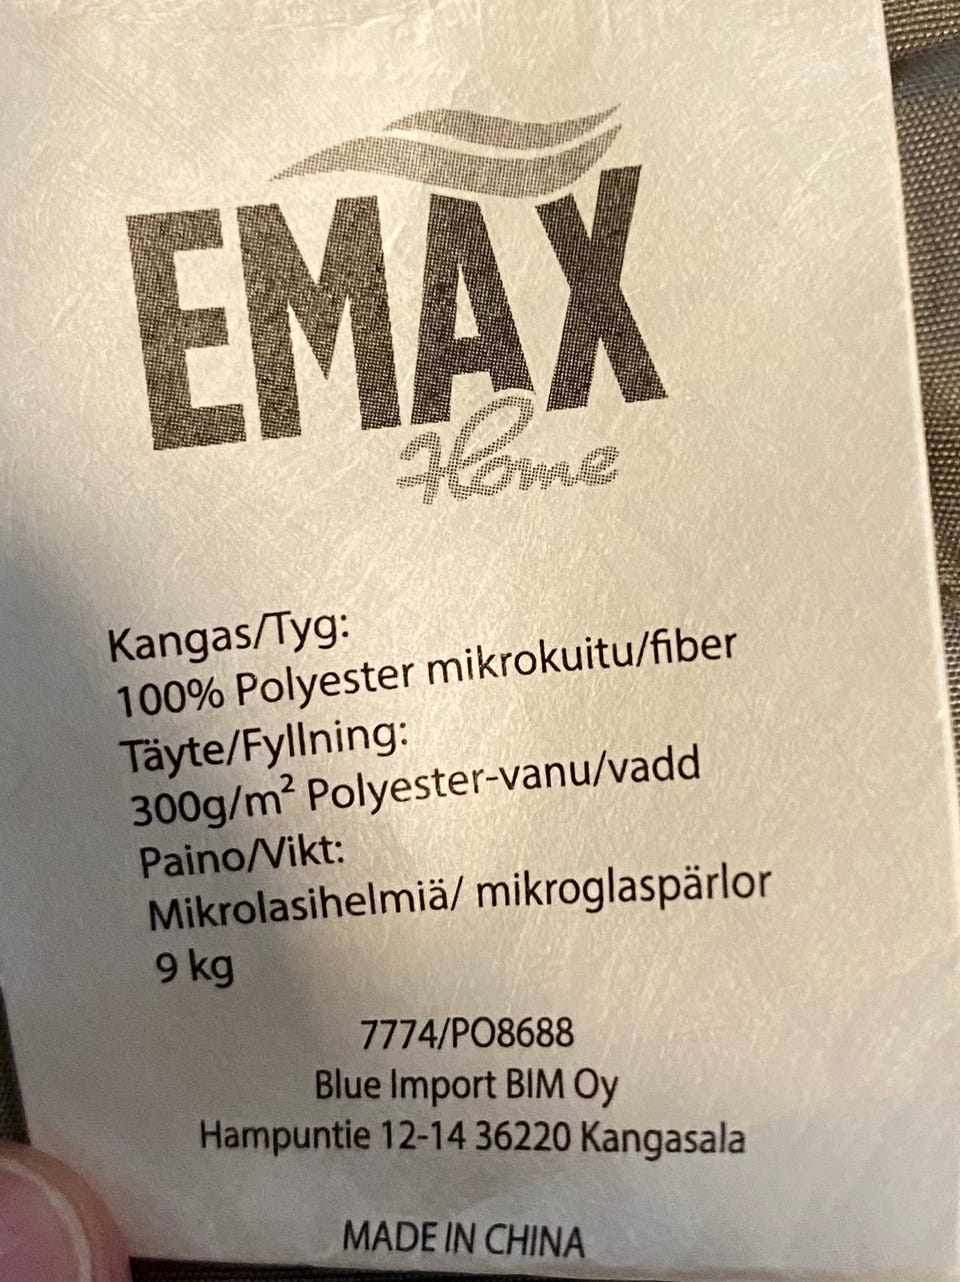 EMAX
Home
Kangas/Tyg:
100% Polyester mikrokuitu/fiber
Täyte/Fyllning:
300g/m² Polyester-vanu/vadd
Paino/Vikt:
Mikrolasihelmiä/ mikroglaspärlor
9 kg
7774/PO8688
Blue Import BIM Oy
Hampuntie 12-14 36220 Kangasala
MADE IN CHINA